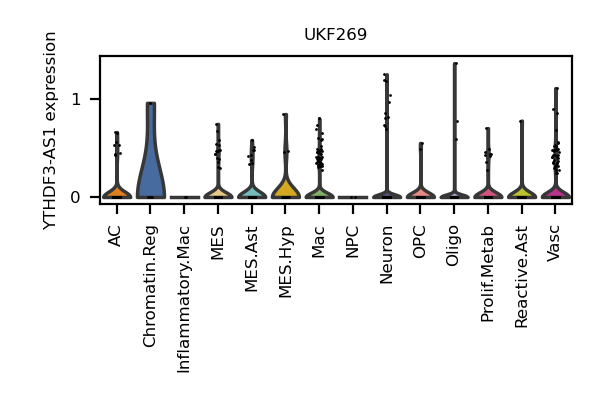 UKF269
YTHDF3-AS1 expression
1
0
AC
Chromatin.Reg
Inflammatory.Mac
MES
MES.Ast
MES.Hyp
Mac
NPC
Neuron
OPC
Oligo
Prolif.Metab
Reactive.Ast
Vasc